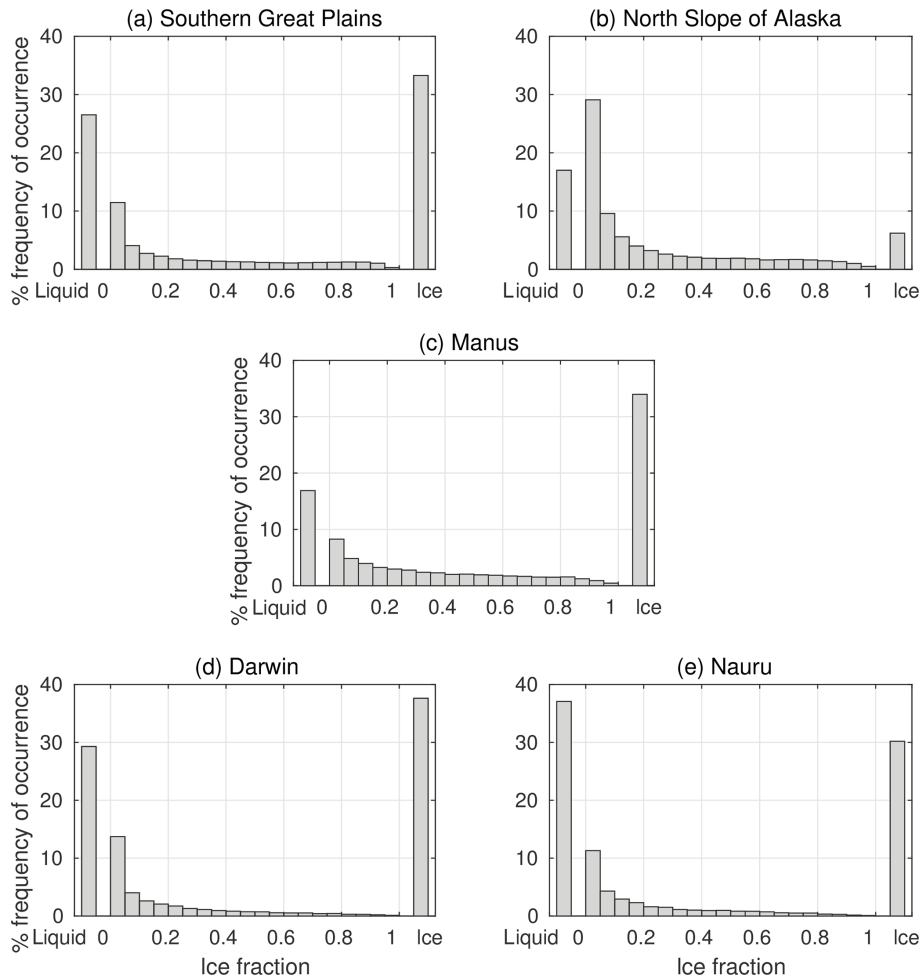 (a) Southern Great Plains
(b) North Slope of Alaska
% frequency of occurrence
40
30
20
10
0
Liquid 0 0.2 0.4 0.6 0.8 1 Ice
40
30
20
10
0
Liquid 0 0.2 0.4 0.6 0.8 1 Ice
(c) Manus
% frequency of occurrence
40
30
20
10
0
Liquid 0 0.2 0.4 0.6 0.8 1 Ice
(d) Darwin
(e) Nauru
% frequency of occurrence
40
30
20
10
0
Liquid 0 0.2 0.4 0.6 0.8 1 Ice
Ice fraction
40
30
20
10
0
Liquid 0 0.2 0.4 0.6 0.8 1 Ice
Ice fraction